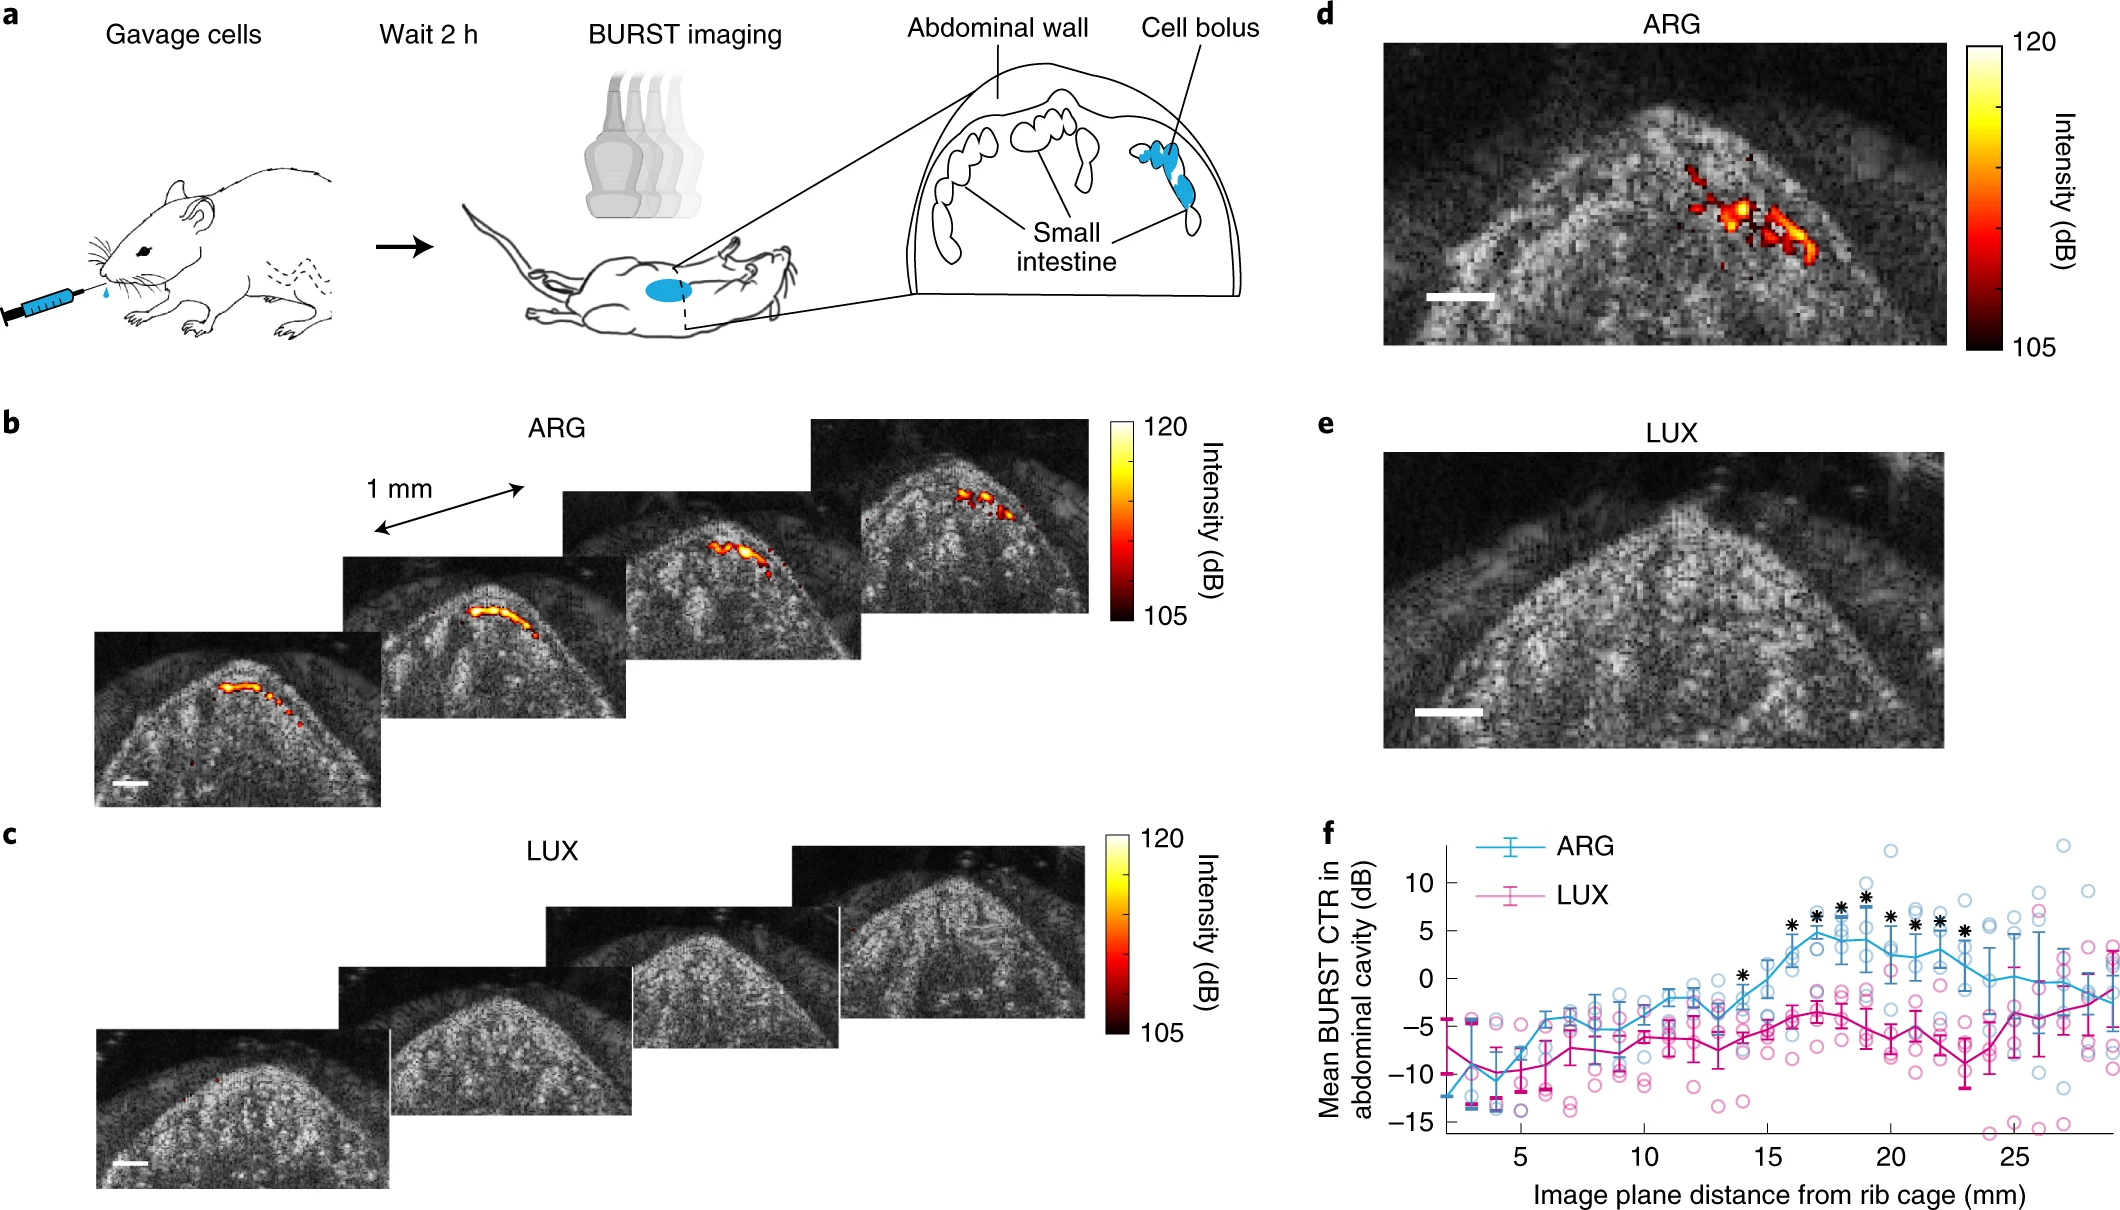 a
Gavage cells
Wait 2 h
BURST imaging
Abdominal wall
Cell bolus
Small
intestine
b
ARG
1 mm
120
Intensity (dB)
105
c
LUX
120
Intensity (dB)
105
d
ARG
120
Intensity (dB)
105
e
LUX
f
ARG
LUX
Mean BURST CTR in
abdominal cavity (dB)
10
5
0
−5
−10
−15
5
10
15
20
25
Image plane distance from rib cage (mm)
* * * * * * * * *